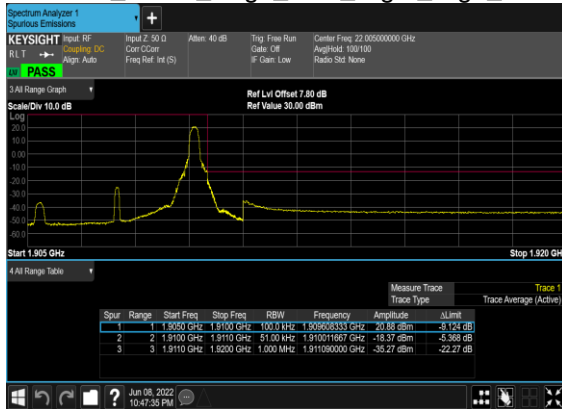 Spectrum Analyzer 1
Spurious Emissions
KEYSIGHT Input: RF Input Z: 50 Ω Atten: 40 dB Trig: Free Run Center Freq: 22.005000000 GHz
RLT Coupling: DC Corr CCorr Gate: Off Avg|Hold: 100/100
Align: Auto Freq Ref: Int (S) IF Gain: Low Radio Std: None
PASS
3 All Range Graph
Ref Lvl Offset 7.80 dB
Scale/Div 10.0 dB Ref Value 30.00 dBm
Log
20.0
10.0
0.00
-10.0
-20.0
-30.0
-40.0
-50.0
-60.0
Start 1.905 GHz Stop 1.920 GH
4 All Range Table
Measure Trace Trace 1
Trace Type Trace Average (Active)
Spur Range Start Freq Stop Freq RBW Frequency Amplitude ΔLimit
1 1 1.9050 GHz 1.9100 GHz 100.0 kHz 1.909608333 GHz 20.88 dBm -9.124 dB
2 2 1.9100 GHz 1.9110 GHz 51.00 kHz 1.910011667 GHz -18.37 dBm -5.368 dB
3 3 1.9110 GHz 1.9200 GHz 1.000 MHz 1.911090000 GHz -35.27 dBm -22.27 dB
? Jun 08, 2022
10:47:35 PM